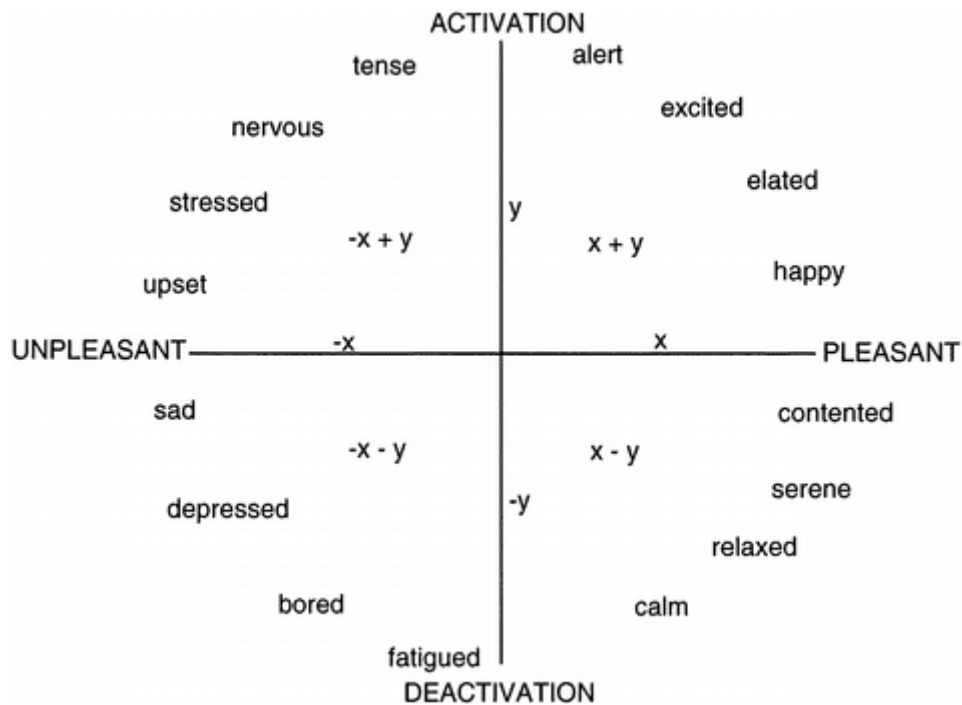 ACTIVATION
tense
alert
excited
nervous
elated
stressed
y
-x + y
x + y
happy
upset
UNPLEASANT
-x
x
PLEASANT
sad
contented
-x - y
x - y
serene
-y
depressed
relaxed
bored
calm
fatigued
DEACTIVATION